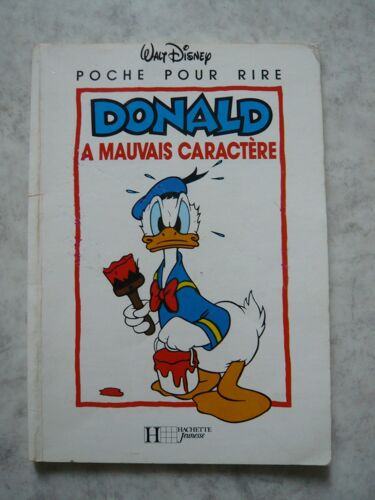 WALT DISNEY
POCHE POUR RIRE
DONALD
A MAUVAIS CARACTÈRE
H HACHETTE
Jeunesse